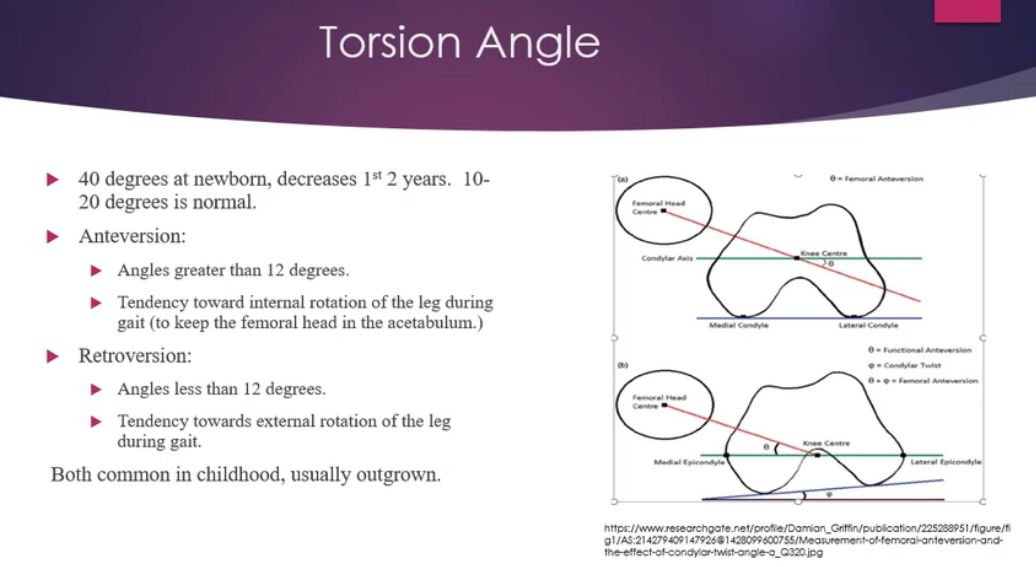 Torsion Angle
40 degrees at newborn, decreases 1st 2 years. 10-
20 degrees is normal.
Anteversion:
Angles greater than 12 degrees.
Tendency toward internal rotation of the leg during
gait (to keep the femoral head in the acetabulum.)
Retroversion:
Angles less than 12 degrees.
Tendency towards external rotation of the leg
during gait.
Both common in childhood, usually outgrown.
(a)
θ = Femoral Anteversion
Femoral Head
Centre
Knee Centre
Condylar Axis
θ
Medial Condyle
Lateral Condyle
θ = Functional Anteversion
φ = Condylar Twist
θ + φ = Femoral Anteversion
(b)
Femoral Head
Centre
Knee Centre
θ
Medial Epicondyle
Lateral Epicondyle
φ
https://www.researchgate.net/profile/Damian_Griffin/publication/225288951/figure/fi
g1/AS:214279409147926@1428099600755/Measurement-of-femoral-anteversion-and-
the-effect-of-condylar-twist-angle-a_Q320.jpg